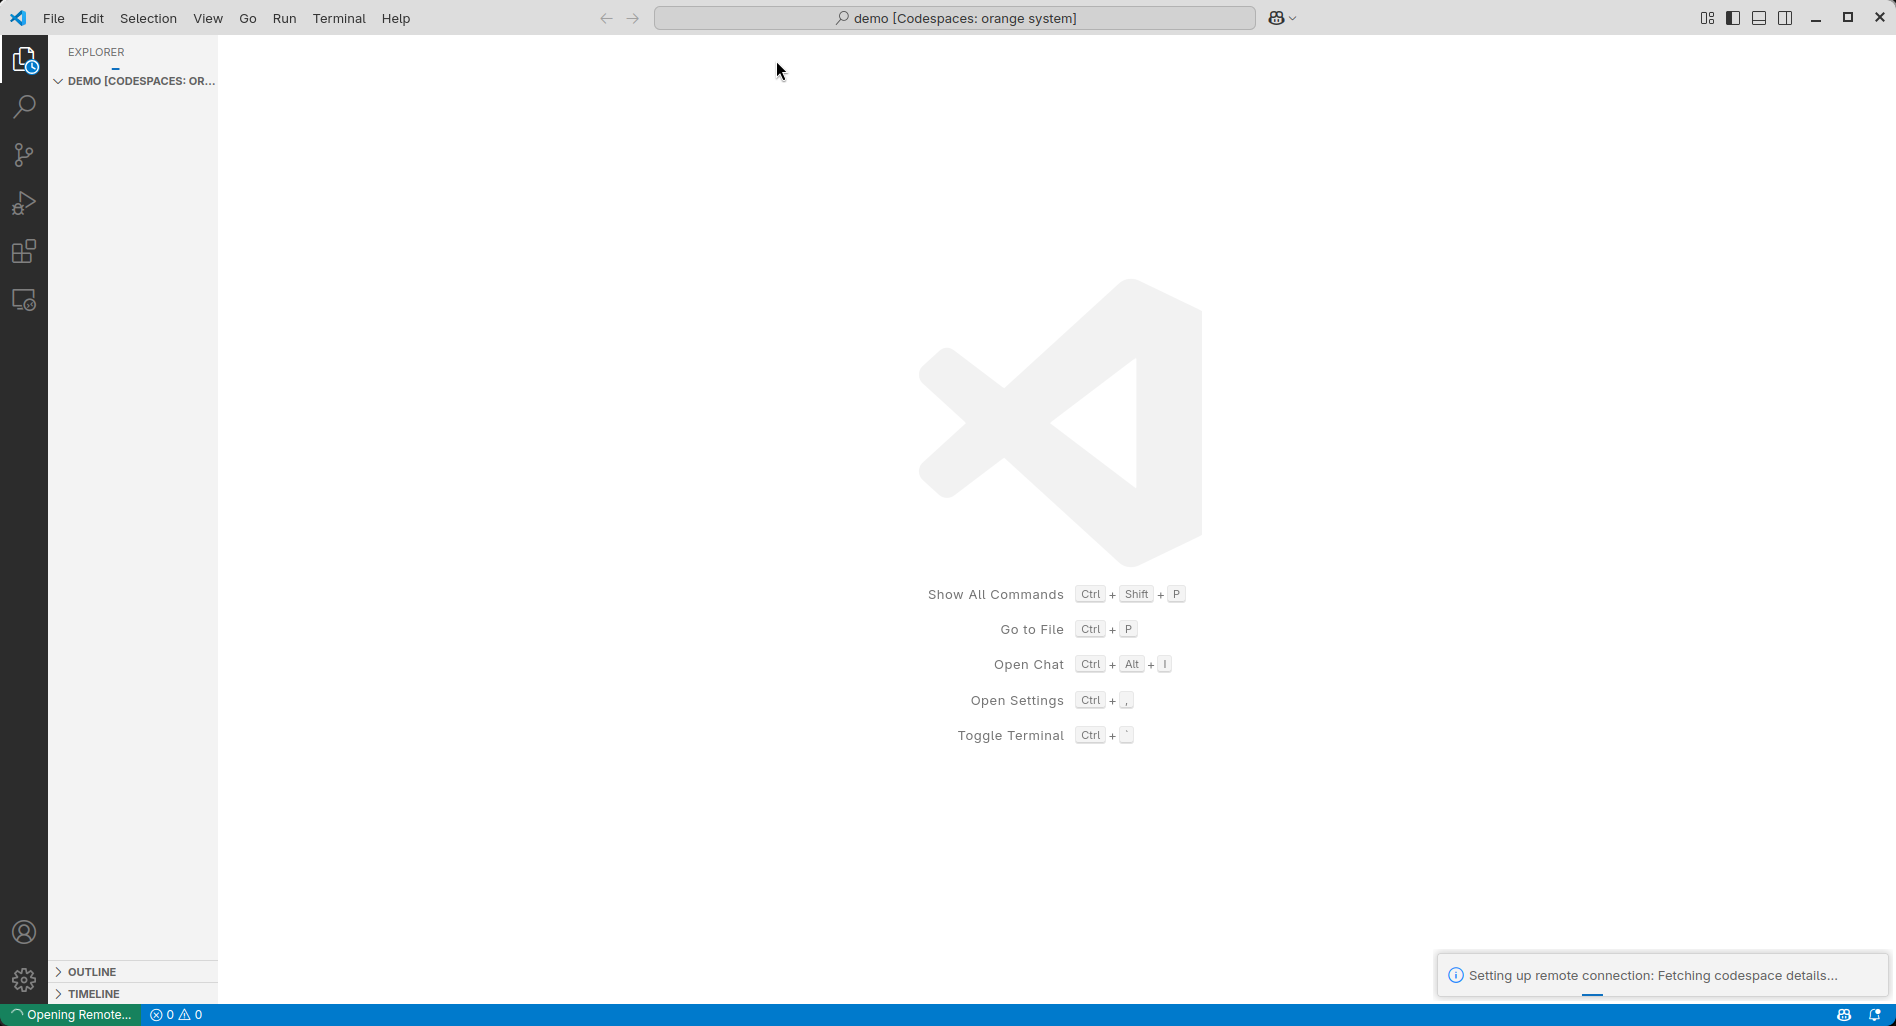 File Edit Selection View Go Run Terminal Help
demo [Codespaces: orange system]
EXPLORER
DEMO [CODESPACES: OR...
Show All Commands Ctrl + Shift + P
Go to File Ctrl + P
Open Chat Ctrl + Alt + I
Open Settings Ctrl + ,
Toggle Terminal Ctrl + `
OUTLINE
TIMELINE
Setting up remote connection: Fetching codespace details...
Opening Remote... 0 0